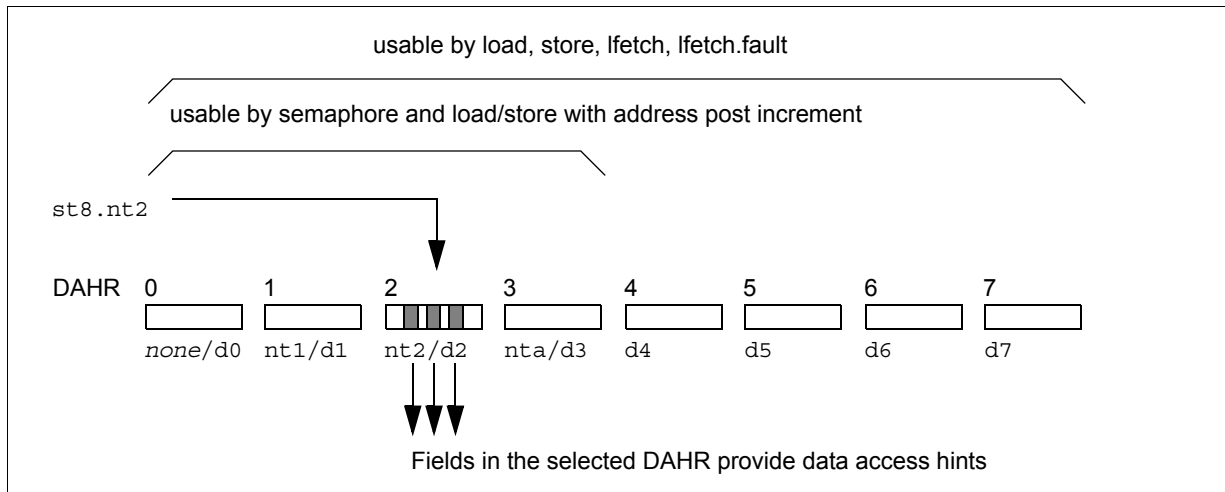 usable by load, store, lfetch, lfetch.fault
usable by semaphore and load/store with address post increment
st8.nt2
DAHR 0 1 2 3 4 5 6 7
none/d0 nt1/d1 nt2/d2 nta/d3 d4 d5 d6 d7
Fields in the selected DAHR provide data access hints